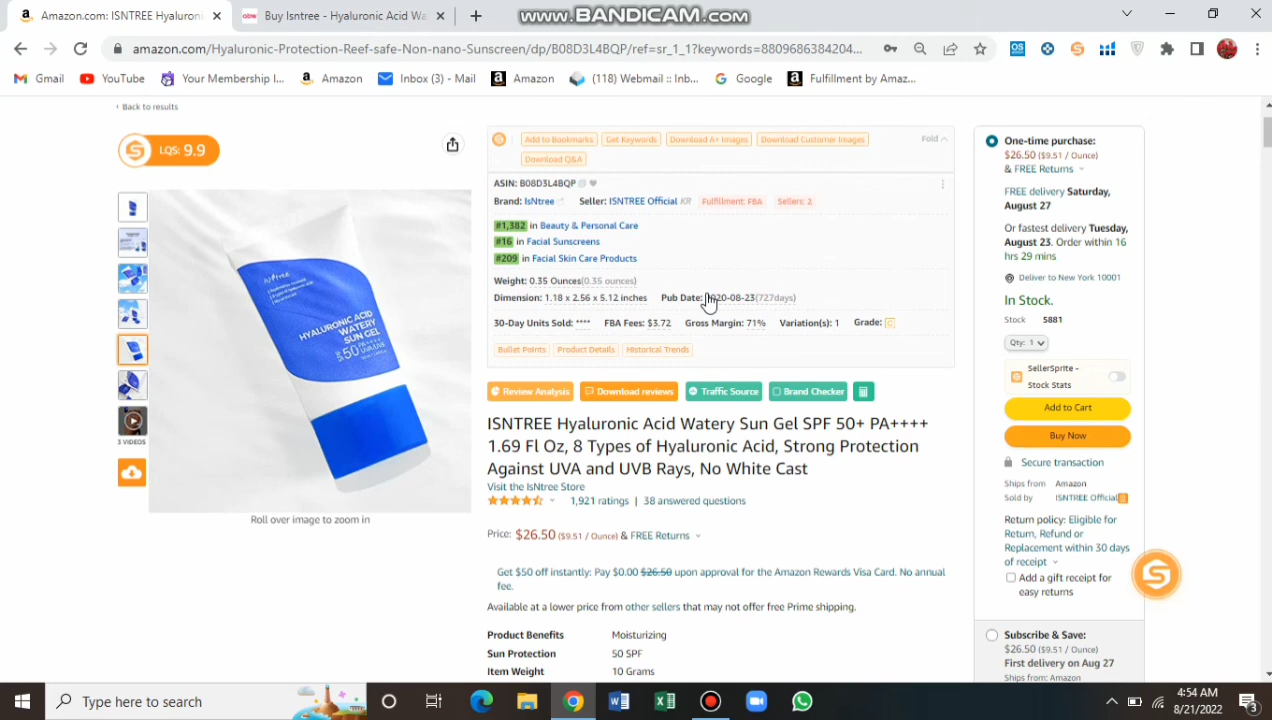 Amazon.com: ISNTREE Hyaluronic
Buy Isntree - Hyaluronic Acid Wa
www.BANDICAM.com
amazon.com/Hyaluronic-Protection-Reef-safe-Non-nano-Sunscreen/dp/B08D3L4BQP/ref=sr_1_1?keywords=8809686384204...
Gmail YouTube Your Membership I... Amazon Inbox (3) - Mail Amazon (118) Webmail :: In... Google Fulfillment by Amaz...
‹ Back to results
LQS: 9.9
3 VIDEOS
HYALURONIC ACID
WATERY
SUN GEL
50
Roll over image to zoom in
Add to Bookmarks Get Keywords Download A+ Images Download Customer Images Fold
Download Q&A
ASIN: B08D3L4BQP
Brand: IsNtree Seller: ISNTREE Official KR Fulfillment: FBA Sellers: 2
#1,382 in Beauty & Personal Care
#16 in Facial Sunscreens
#209 in Facial Skin Care Products
Weight: 0.35 Ounces(0.35 ounces)
Dimension: 1.18 x 2.56 x 5.12 inches Pub Date: 2020-08-23(727days)
30-Day Units Sold: **** FBA Fees: $3.72 Gross Margin: 71% Variation(s): 1 Grade: C
Bullet Points Product Details Historical Trends
Review Analysis Download reviews Traffic Source Brand Checker
ISNTREE Hyaluronic Acid Watery Sun Gel SPF 50+ PA++++
1.69 Fl Oz, 8 Types of Hyaluronic Acid, Strong Protection
Against UVA and UVB Rays, No White Cast
Visit the IsNtree Store
1,921 ratings | 38 answered questions
Price: $26.50 ($9.51 / Ounce) & FREE Returns
Get $50 off instantly: Pay $0.00 $26.50 upon approval for the Amazon Rewards Visa Card. No annual
fee.
Available at a lower price from other sellers that may not offer free Prime shipping.
Product Benefits Moisturizing
Sun Protection 50 SPF
Item Weight 10 Grams
One-time purchase:
$26.50 ($9.51 / Ounce)
& FREE Returns
FREE delivery Saturday,
August 27
Or fastest delivery Tuesday,
August 23. Order within 16
hrs 29 mins
Deliver to New York 10001
In Stock.
Stock 5881
Qty: 1
SellerSprite -
Stock Stats
Add to Cart
Buy Now
Secure transaction
Ships from Amazon
Sold by ISNTREE Official
Return policy: Eligible for
Return, Refund or
Replacement within 30 days
of receipt
Add a gift receipt for
easy returns
Subscribe & Save:
$26.50 ($9.51 / Ounce)
First delivery on Aug 27
Ships from: Amazon
Type here to search
4:54 AM
8/21/2022
3